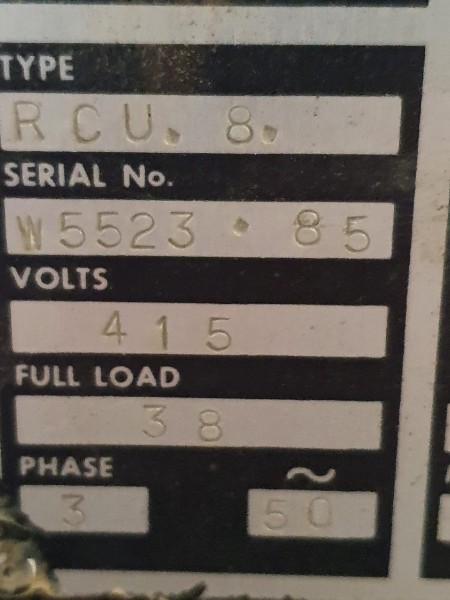 TYPE
RCU. 8.
SERIAL No.
W5523 · 85
VOLTS
415
FULL LOAD
38
PHASE ~
3 50